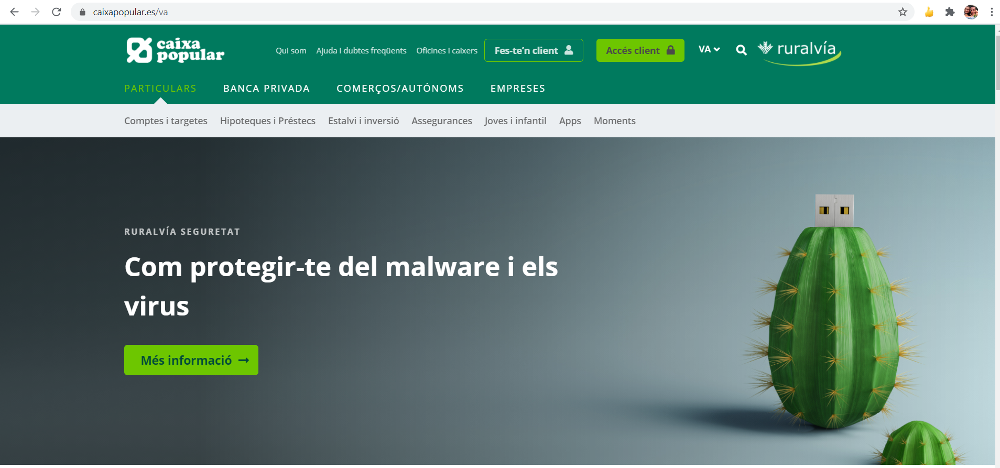 caixapopular.es/va
caixa
popular
Qui som Ajuda i dubtes freqüents Oficines i caixers Fes-te'n client Accés client VA ruralvía
PARTICULARS BANCA PRIVADA COMERÇOS/AUTÓNOMS EMPRESES
Comptes i targetes Hipoteques i Préstecs Estalvi i inversió Assegurances Joves i infantil Apps Moments
RURALVÍA SEGURETAT
Com protegir-te del malware i els
virus
Més informació